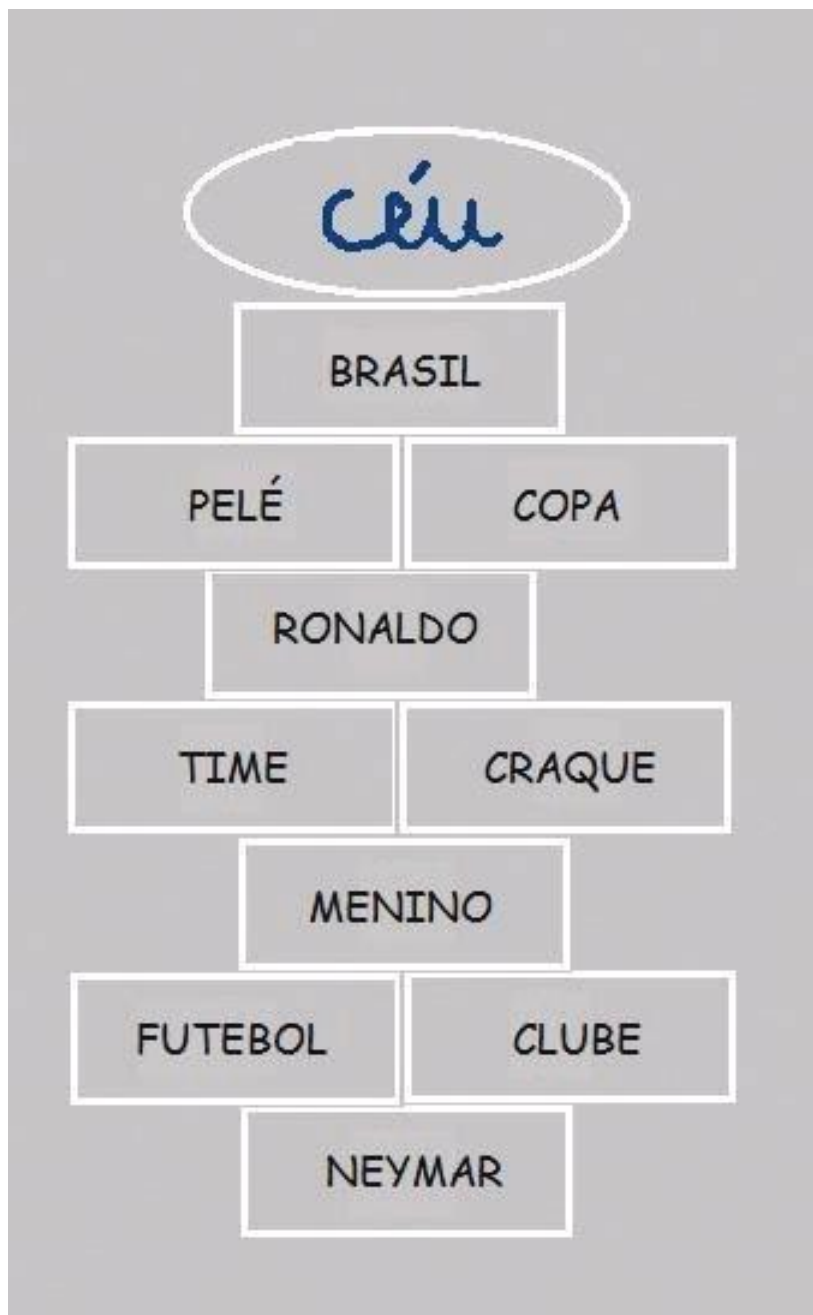 céu
BRASIL
PELÉ COPA
RONALDO
TIME CRAQUE
MENINO
FUTEBOL CLUBE
NEYMAR